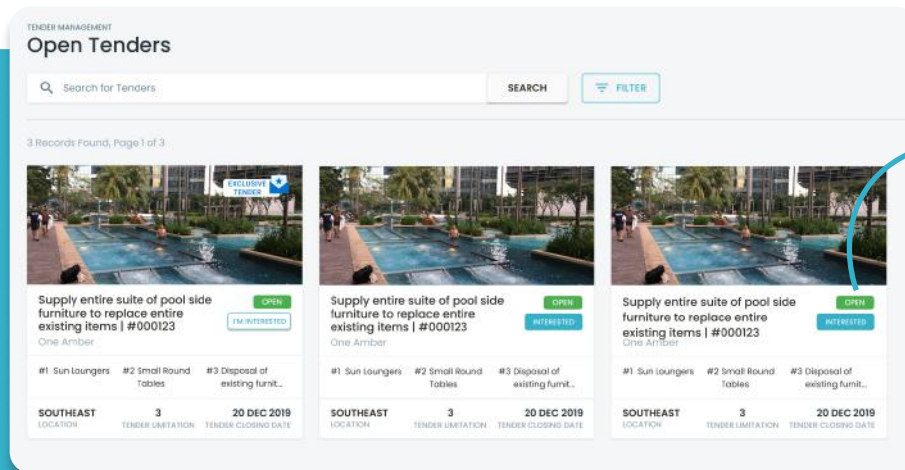 TENDER MANAGEMENT
Open Tenders
Search for Tenders
SEARCH
FILTER
3 Records Found, Page 1 of 3
EXCLUSIVE
TENDER
Supply entire suite of pool side
furniture to replace entire
existing items | #000123
One Amber
OPEN
I'M INTERESTED
#1 Sun Loungers
#2 Small Round
Tables
#3 Disposal of
existing furnit...
SOUTHEAST
LOCATION
3
TENDER LIMITATION
20 DEC 2019
TENDER CLOSING DATE
Supply entire suite of pool side
furniture to replace entire
existing items | #000123
One Amber
OPEN
INTERESTED
#1 Sun Loungers
#2 Small Round
Tables
#3 Disposal of
existing furnit...
SOUTHEAST
LOCATION
3
TENDER LIMITATION
20 DEC 2019
TENDER CLOSING DATE
Supply entire suite of pool side
furniture to replace entire
existing items | #000123
One Amber
OPEN
INTERESTED
#1 Sun Loungers
#2 Small Round
Tables
#3 Disposal of
existing furnit...
SOUTHEAST
LOCATION
3
TENDER LIMITATION
20 DEC 2019
TENDER CLOSING DATE